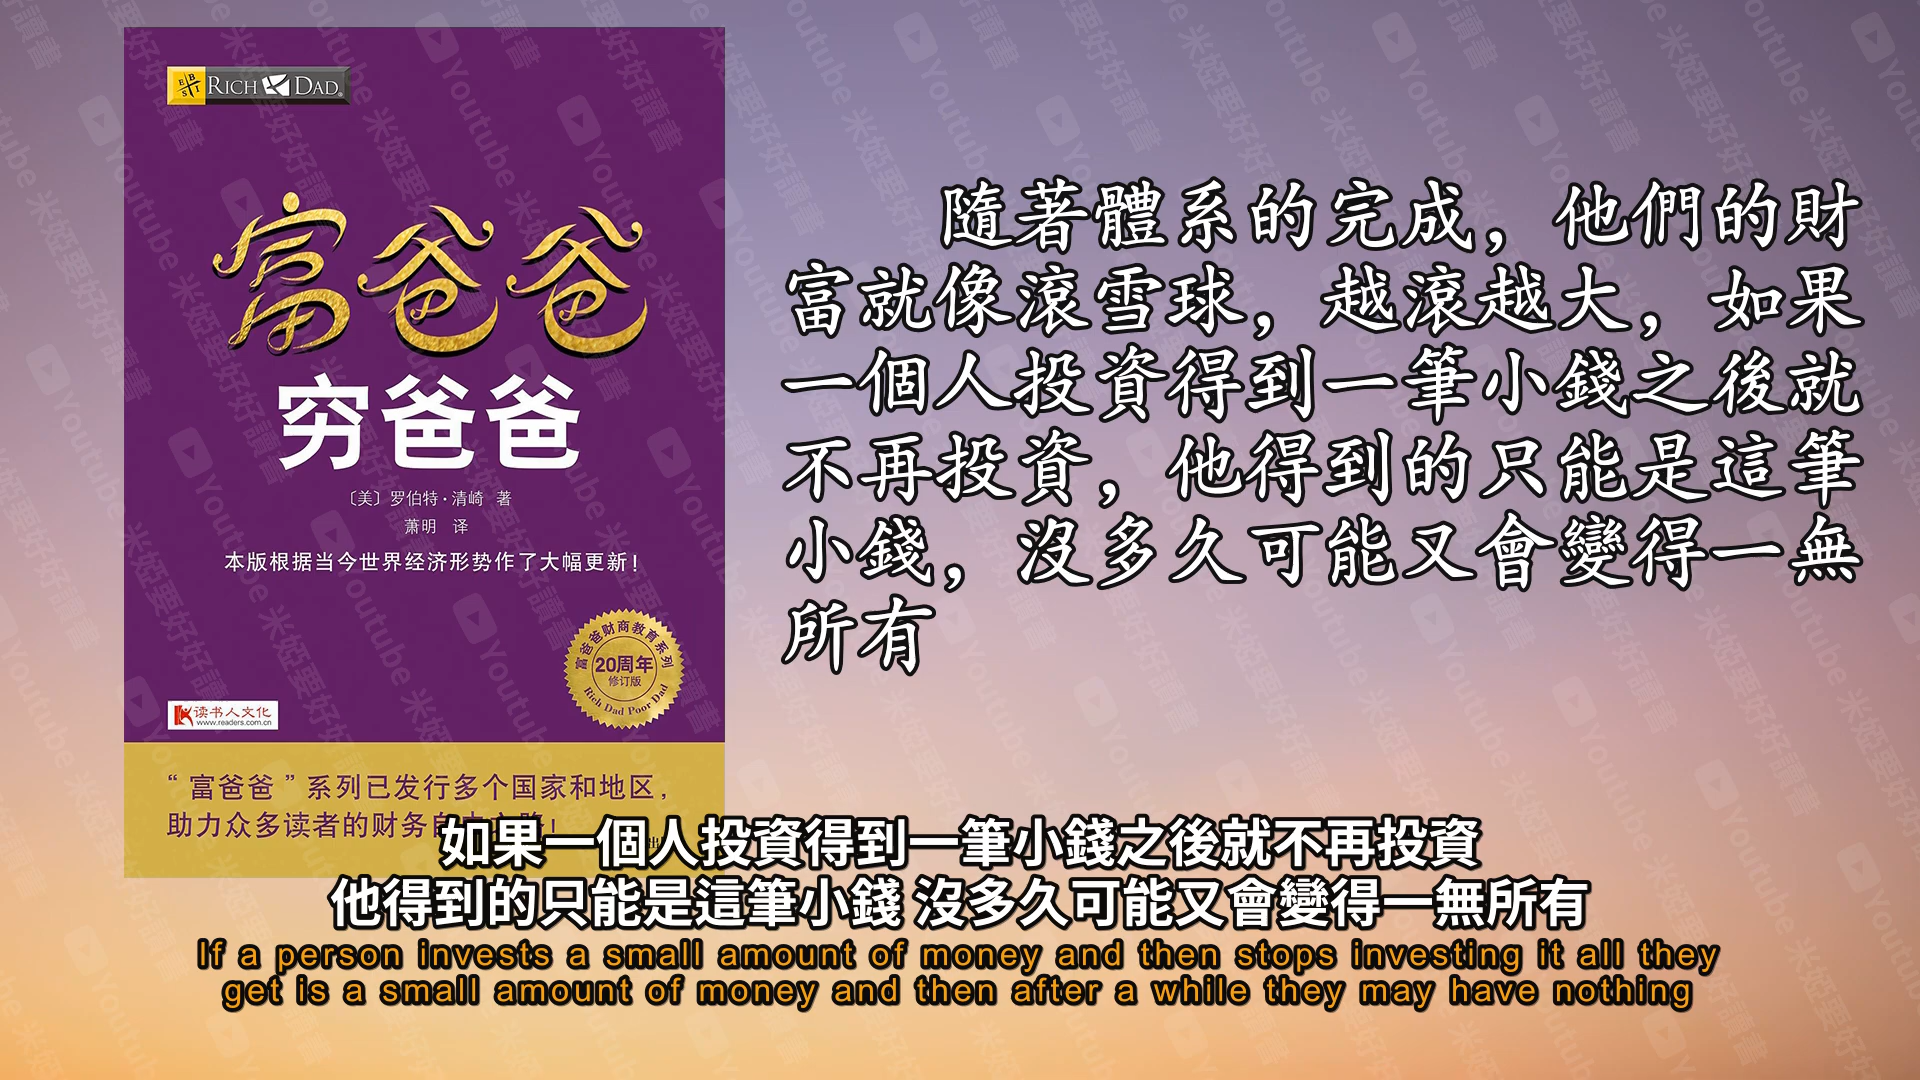 RICH DAD
富爸爸
穷爸爸
〔美〕罗伯特·清崎 著
萧明 译
本版根据当今世界经济形势作了大幅更新！
富爸爸财商教育系列
20周年
修订版
Rich Dad Poor Dad
读书人文化
www.readers.com.cn
“富爸爸”系列已发行多个国家和地区，
助力众多读者的财务自
隨著體系的完成，他們的財
富就像滾雪球，越滾越大，如果
一個人投資得到一筆小錢之後就
不再投資，他得到的只能是這筆
小錢，沒多久可能又會變得一無
所有
如果一個人投資得到一筆小錢之後就不再投資
他得到的只能是這筆小錢 沒多久可能又會變得一無所有
If a person invests a small amount of money and then stops investing it all they
get is a small amount of money and then after a while they may have nothing
Youtube 米婭要好好讀書